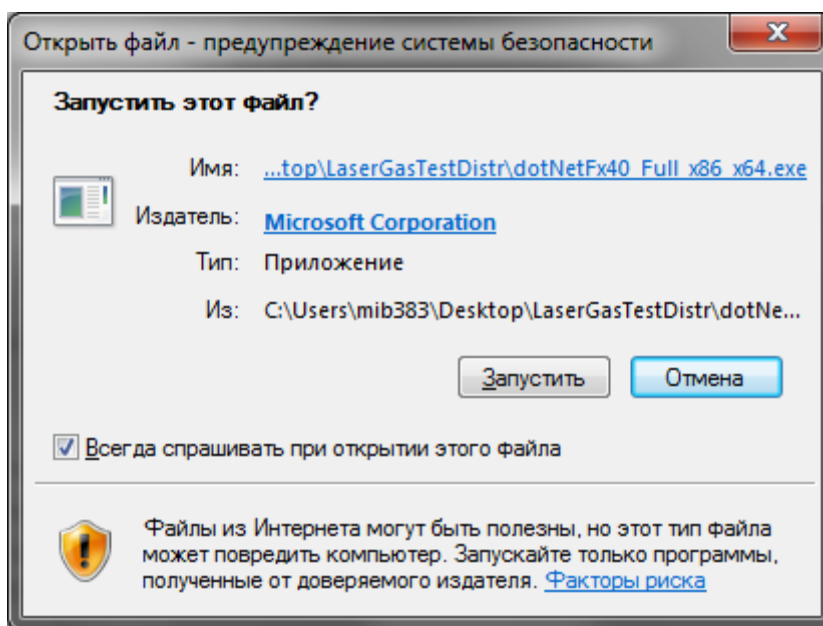 Открыть файл - предупреждение системы безопасности
Запустить этот файл?
Имя: ...top\LaserGasTestDistr\dotNetFx40_Full_x86_x64.exe
Издатель: Microsoft Corporation
Тип: Приложение
Из: C:\Users\mib383\Desktop\LaserGasTestDistr\dotNe...
Запустить Отмена
Всегда спрашивать при открытии этого файла
Файлы из Интернета могут быть полезны, но этот тип файла
может повредить компьютер. Запускайте только программы,
полученные от доверяемого издателя. Факторы риска